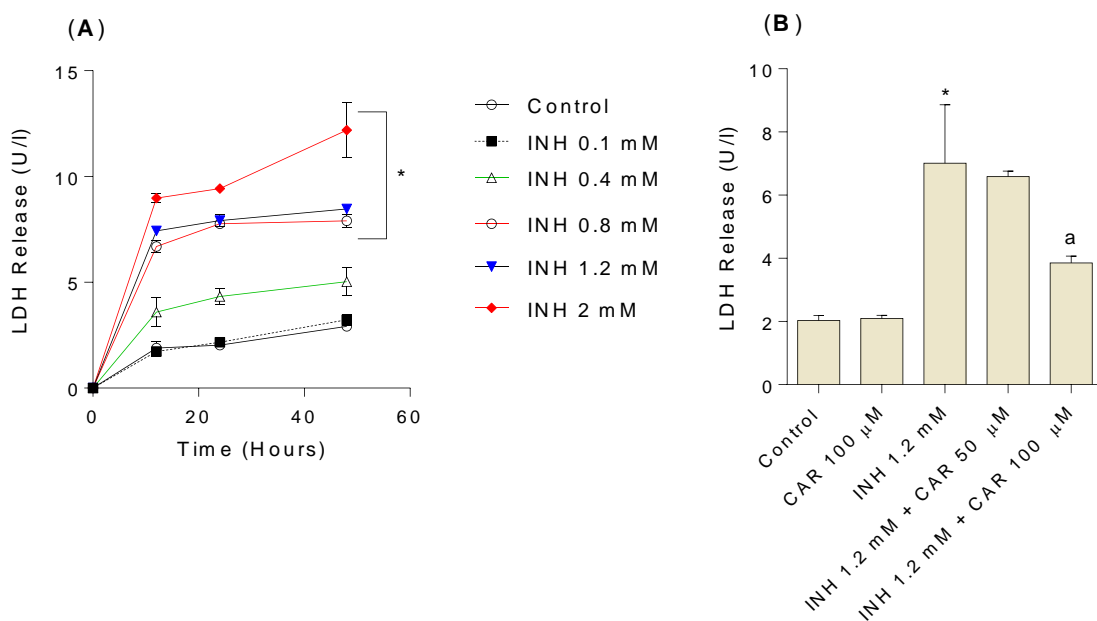 (A)
15
10
5
0
0
20
40
60
LDH Release (U/l)
Time (Hours)
*
Control
INH 0.1 mM
INH 0.4 mM
INH 0.8 mM
INH 1.2 mM
INH 2 mM
(B)
10
8
6
4
2
0
LDH Release (U/l)
*
a
Control
CAR 100 μM
INH 1.2 mM
INH 1.2 mM + CAR 50 μM
INH 1.2 mM + CAR 100 μM